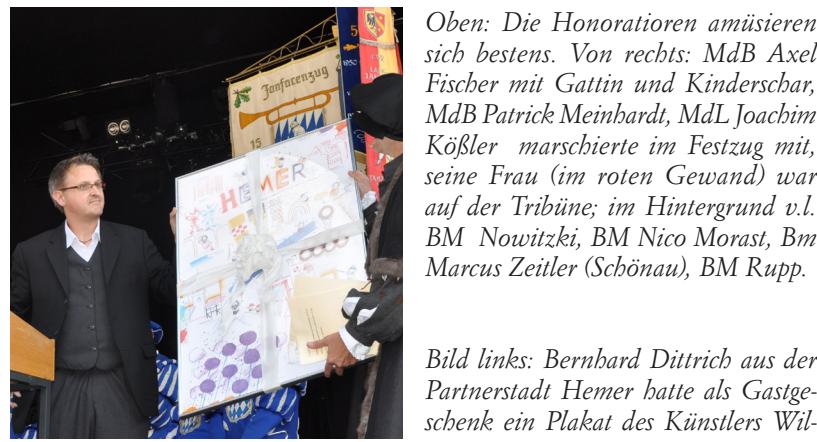 Fanfarenzug
15
HEMER
Oben: Die Honoratioren amüsieren
sich bestens. Von rechts: MdB Axel
Fischer mit Gattin und Kinderschar,
MdB Patrick Meinhardt, MdL Joachim
Kößler marschierte im Festzug mit,
seine Frau (im roten Gewand) war
auf der Tribüne; im Hintergrund v.l.
BM Nowitzki, BM Nico Morast, Bm
Marcus Zeitler (Schönau), BM Rupp.
Bild links: Bernhard Dittrich aus der
Partnerstadt Hemer hatte als Gastge-
schenk ein Plakat des Künstlers Wil-